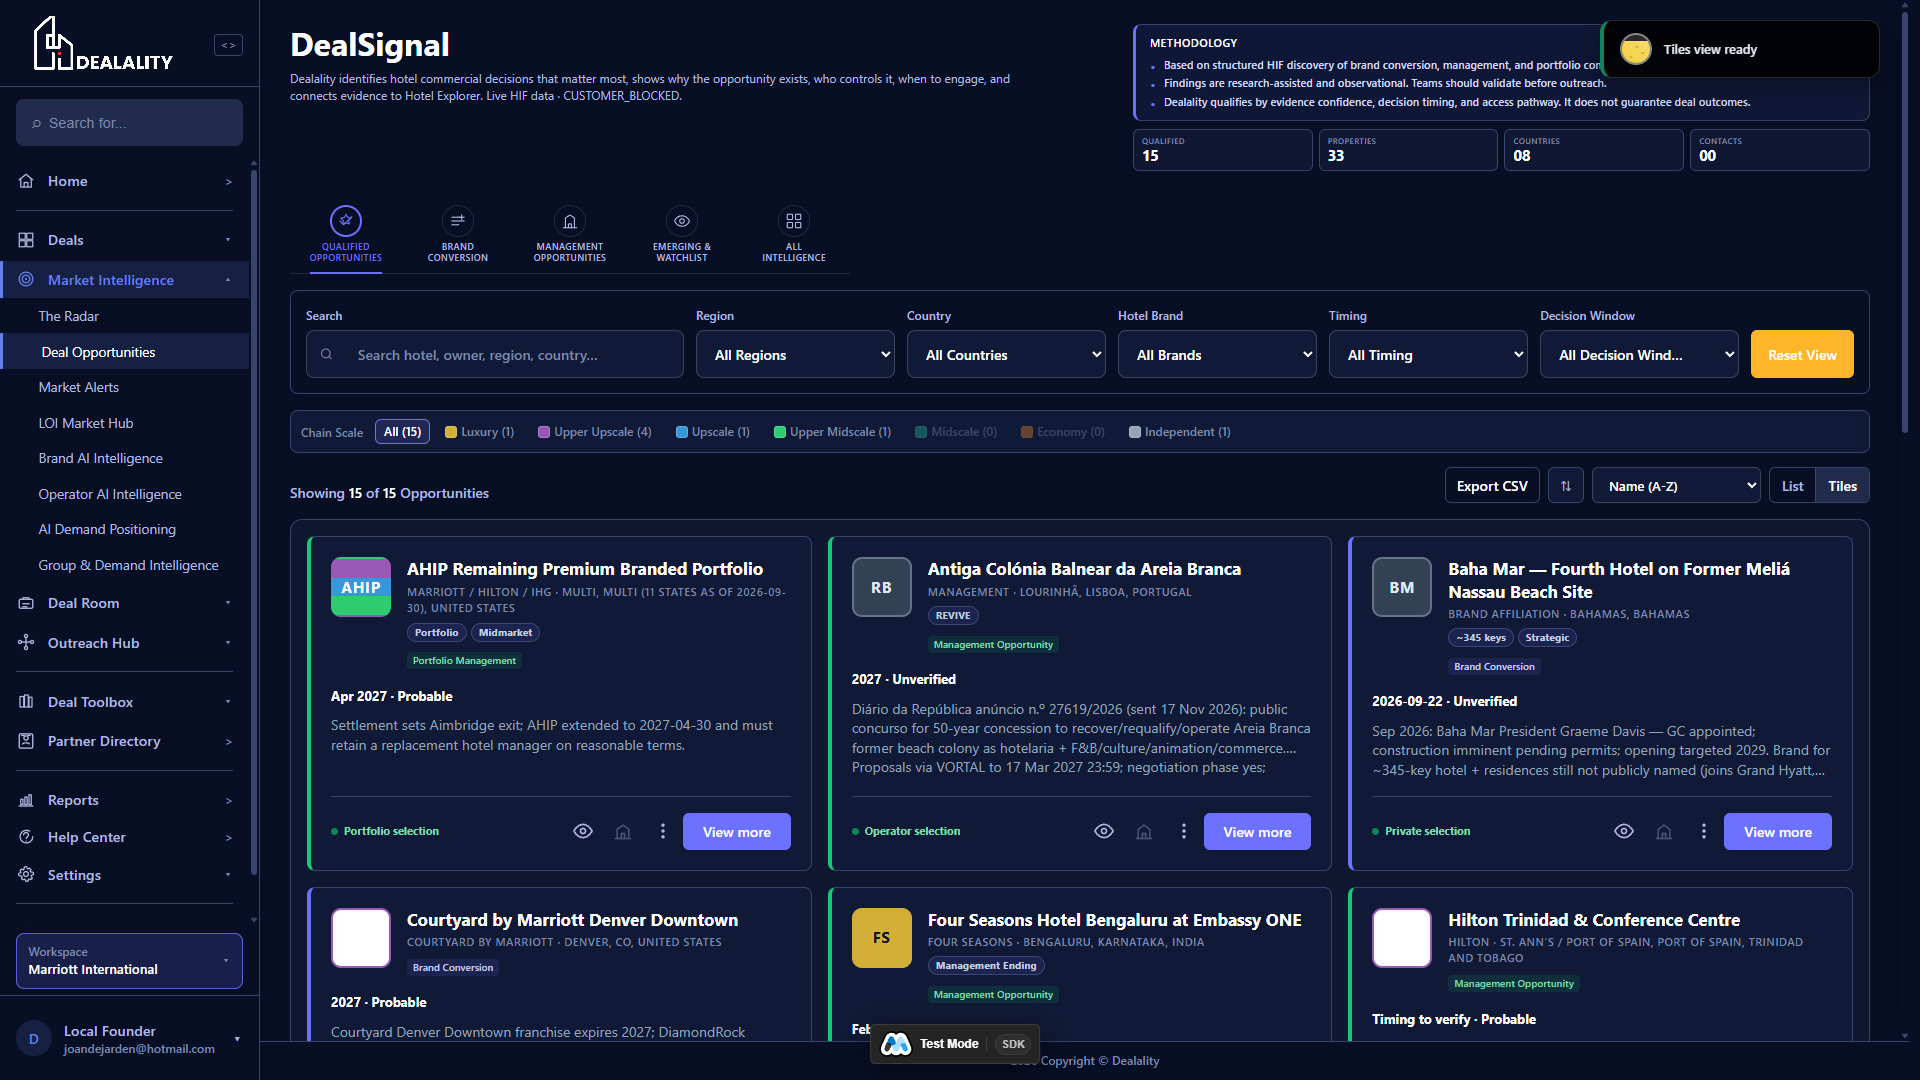 DEALALITY
< >
Search for...
Home
Deals
Market Intelligence
The Radar
Deal Opportunities
Market Alerts
LOI Market Hub
Brand AI Intelligence
Operator AI Intelligence
AI Demand Positioning
Group & Demand Intelligence
Deal Room
Outreach Hub
Deal Toolbox
Partner Directory
Reports
Help Center
Settings
Workspace
Marriott International
D
Local Founder
joandejarden@hotmail.com
DealSignal
Dealality identifies hotel commercial decisions that matter most, shows why the opportunity exists, who controls it, when to engage, and
connects evidence to Hotel Explorer. Live HIF data · CUSTOMER_BLOCKED.
METHODOLOGY
• Based on structured HIF discovery of brand conversion, management, and portfolio
• Findings are research-assisted and observational. Teams should validate before outreach.
• Dealality qualifies by evidence confidence, decision timing, and access pathway. It does not guarantee deal outcomes.
Tiles view ready
QUALIFIED
15
PROPERTIES
33
COUNTRIES
08
CONTACTS
00
QUALIFIED
OPPORTUNITIES
BRAND
CONVERSION
MANAGEMENT
OPPORTUNITIES
EMERGING &
WATCHLIST
ALL
INTELLIGENCE
Search
Search hotel, owner, region, country...
Region
All Regions
Country
All Countries
Hotel Brand
All Brands
Timing
All Timing
Decision Window
All Decision Wind...
Reset View
Chain Scale
All (15)
Luxury (1)
Upper Upscale (4)
Upscale (1)
Upper Midscale (1)
Midscale (0)
Economy (0)
Independent (1)
Showing 15 of 15 Opportunities
Export CSV
Name (A-Z)
List
Tiles
AHIP
AHIP Remaining Premium Branded Portfolio
MARRIOTT / HILTON / IHG · MULTI, MULTI (11 STATES AS OF 2026-09-
30), UNITED STATES
Portfolio
Midmarket
Portfolio Management
Apr 2027 · Probable
Settlement sets Aimbridge exit; AHIP extended to 2027-04-30 and must
retain a replacement hotel manager on reasonable terms.
Portfolio selection
View more
RB
Antiga Colónia Balnear da Areia Branca
MANAGEMENT · LOURINHÃ, LISBOA, PORTUGAL
REVIVE
Management Opportunity
2027 · Unverified
Diário da República anúncio n.º 27619/2026 (sent 17 Nov 2026): public
concurso for 50-year concession to recover/requalify/operate Areia Branca
former beach colony as hotelaria + F&B/culture/animation/commerce....
Proposals via VORTAL to 17 Mar 2027 23:59; negotiation phase yes;
Operator selection
View more
BM
Baha Mar — Fourth Hotel on Former Meliá
Nassau Beach Site
BRAND AFFILIATION · BAHAMAS, BAHAMAS
~345 keys
Strategic
Brand Conversion
2026-09-22 · Unverified
Sep 2026: Baha Mar President Graeme Davis — GC appointed;
construction imminent pending permits; opening targeted 2029. Brand for
~345-key hotel + residences still not publicly named (joins Grand Hyatt,...
Private selection
View more
Courtyard by Marriott Denver Downtown
COURTYARD BY MARRIOTT · DENVER, CO, UNITED STATES
Brand Conversion
2027 · Probable
Courtyard Denver Downtown franchise expires 2027; DiamondRock
FS
Four Seasons Hotel Bengaluru at Embassy ONE
FOUR SEASONS · BENGALURU, KARNATAKA, INDIA
Management Ending
Management Opportunity
Hilton Trinidad & Conference Centre
HILTON · ST. ANN'S / PORT OF SPAIN, PORT OF SPAIN, TRINIDAD
AND TOBAGO
Management Opportunity
Timing to verify · Probable
Test Mode
SDK
Copyright © Dealality